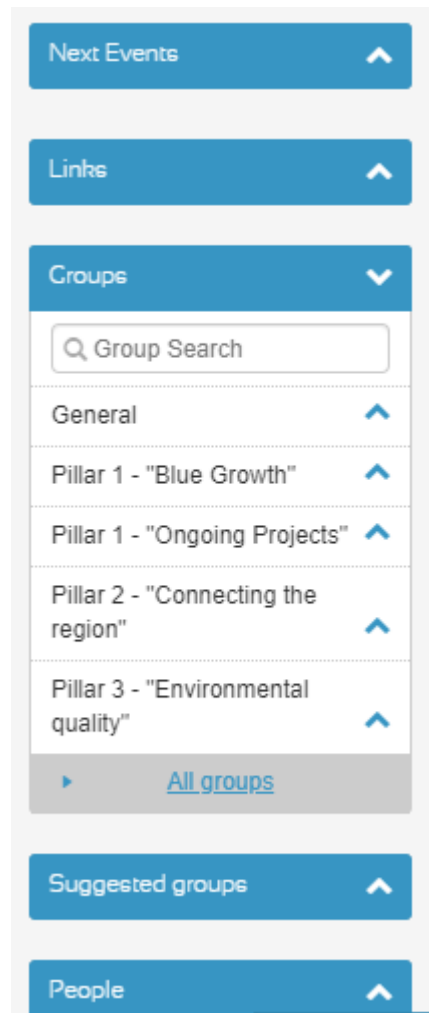 Next Events
Links
Groups
Group Search
General
Pillar 1 - "Blue Growth"
Pillar 1 - "Ongoing Projects"
Pillar 2 - "Connecting the
region"
Pillar 3 - "Environmental
quality"
All groups
Suggested groups
People